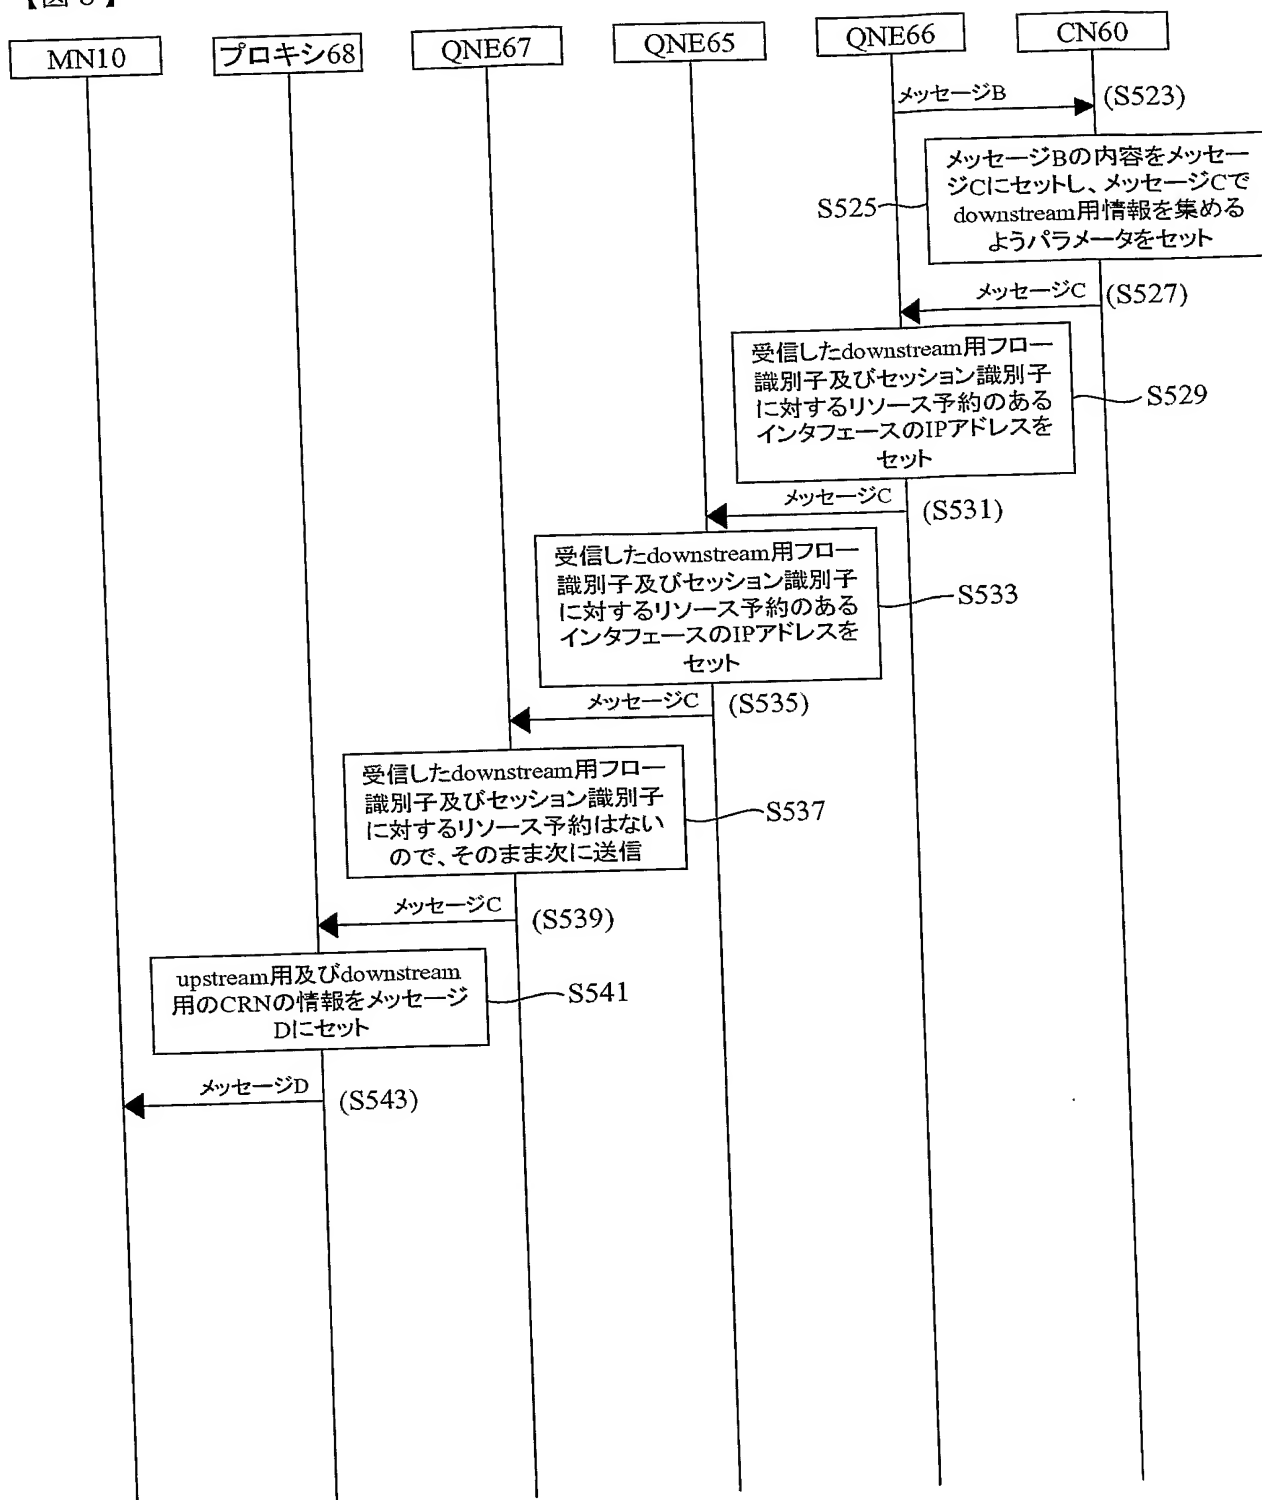 MN10
プロキシ68
QNE67
QNE65
QNE66
CN60
メッセージB
(S523)
メッセージBの内容をメッセー
ジCにセットし、メッセージCで
downstream用情報を集める
ようパラメータをセット
S525
メッセージC
(S527)
受信したdownstream用フロー
識別子及びセッション識別子
に対するリソース予約のある
インタフェースのIPアドレスを
セット
S529
メッセージC
(S531)
受信したdownstream用フロー
識別子及びセッション識別子
に対するリソース予約のある
インタフェースのIPアドレスを
セット
S533
メッセージC
(S535)
受信したdownstream用フロー
識別子及びセッション識別子
に対するリソース予約はない
ので、そのまま次に送信
S537
メッセージC
(S539)
upstream用及びdownstream
用のCRNの情報をメッセージ
Dにセット
S541
メッセージD
(S543)